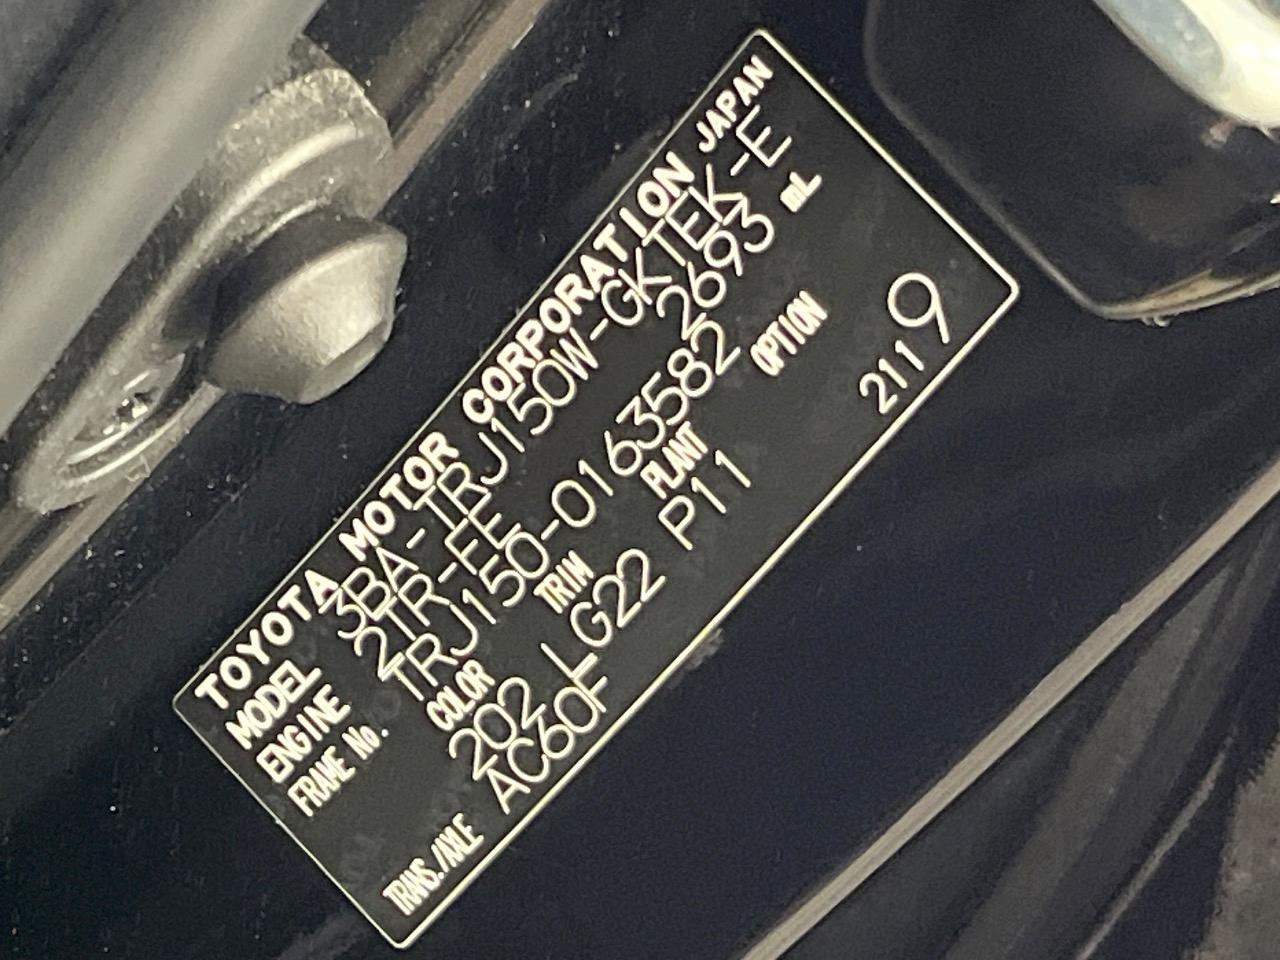 TOYOTA MOTOR CORPORATION JAPAN
MODEL 3BA-TRJ150W-GKTEK-E
ENGINE 2TR-FE 2693 mL
FRAME No. TRJ150-0163582
COLOR TRIM PLANT OPTION
202 LG22 P11
TRANS./AXLE AC60F 2119